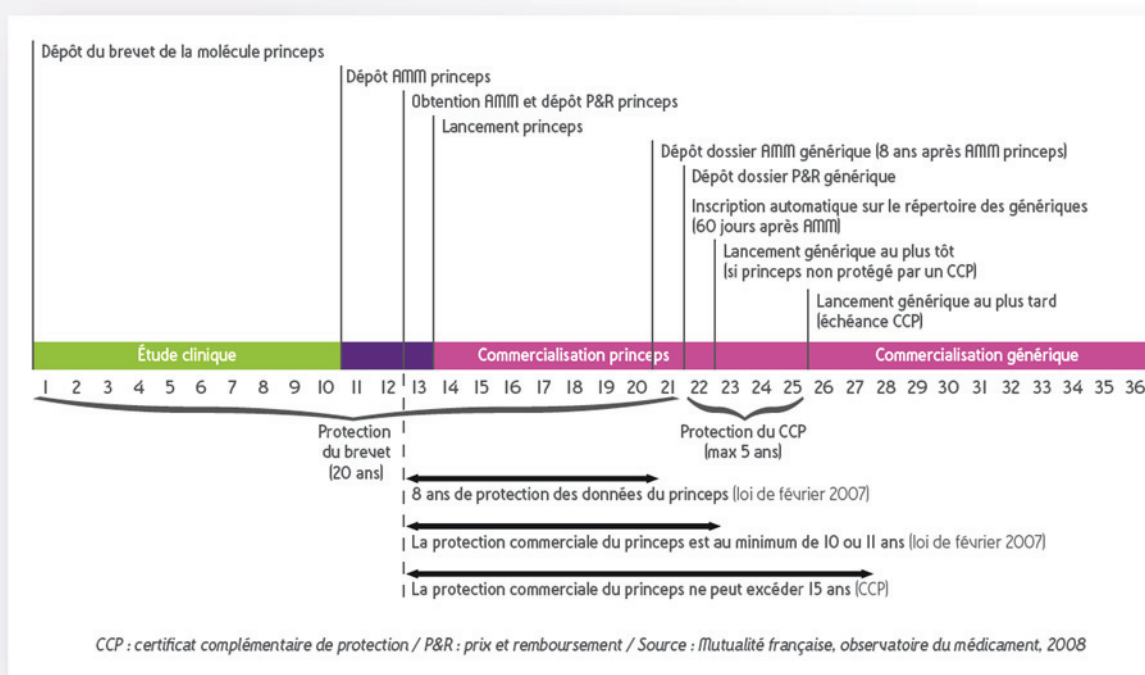 Dépôt du brevet de la molécule princeps
Dépôt AMM princeps
Obtention AMM et dépôt P&R princeps
Lancement princeps
Dépôt dossier AMM générique (8 ans après AMM princeps)
Dépôt dossier P&R générique
Inscription automatique sur le répertoire des génériques
(60 jours après AMM)
Lancement générique au plus tôt
(si princeps non protégé par un CCP)
Lancement générique au plus tard
(échéance CCP)
Étude clinique
Commercialisation princeps
Commercialisation générique
1 2 3 4 5 6 7 8 9 10 11 12 13 14 15 16 17 18 19 20 21 22 23 24 25 26 27 28 29 30 31 32 33 34 35 36
Protection
du brevet
(20 ans)
Protection du CCP
(max 5 ans)
8 ans de protection des données du princeps (loi de février 2007)
La protection commerciale du princeps est au minimum de 10 ou 11 ans (loi de février 2007)
La protection commerciale du princeps ne peut excéder 15 ans (CCP)
CCP : certificat complémentaire de protection / P&R : prix et remboursement / Source : Mutualité française, observatoire du médicament, 2008